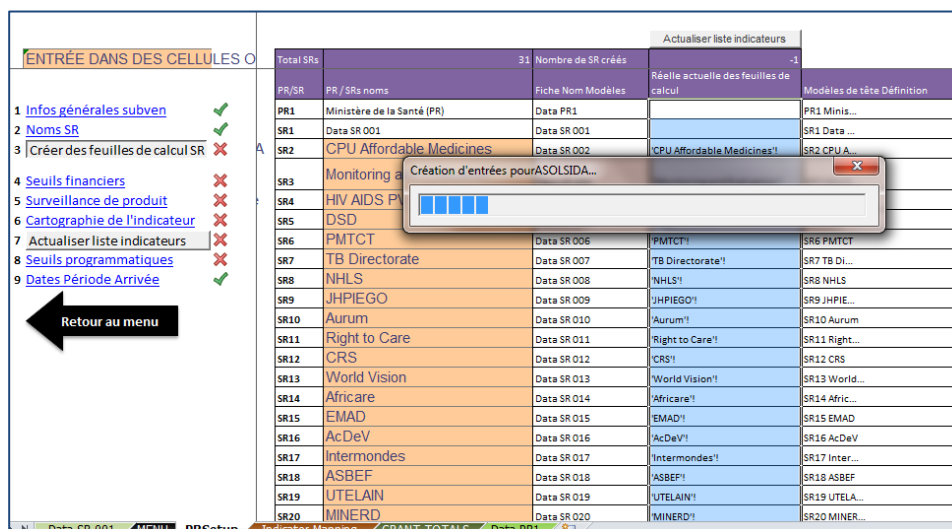 Actualiser liste indicateurs
ENTRÉE DANS DES CELLULES O
Total SRs 31 Nombre de SR créés -1
PR/SR PR / SRs noms Fiche Nom Modèles Réelle actuelle des feuilles de calcul Modèles de tête Définition
1 Infos générales subven
2 Noms SR
3 Créer des feuilles de calcul SR
4 Seuils financiers
5 Surveillance de produit
6 Cartographie de l'indicateur
7 Actualiser liste indicateurs
8 Seuils programmatiques
9 Dates Période Arrivée
Retour au menu
PR1 Ministère de la Santé (PR) Data PR1 PR1 Minis...
SR1 Data SR 001 Data SR 001 SR1 Data ...
SR2 CPU Affordable Medicines Data SR 002 'CPU Affordable Medicines'! SR2 CPU A...
SR3 Monitoring a
SR4 HIV AIDS
SR5 DSD
SR6 PMTCT Data SR 006 'PMTCT'! SR6 PMTCT
SR7 TB Directorate Data SR 007 'TB Directorate'! SR7 TB Di...
SR8 NHLS Data SR 008 'NHLS'! SR8 NHLS
SR9 JHPIEGO Data SR 009 'JHPIEGO'! SR9 JHPIE...
SR10 Aurum Data SR 010 'Aurum'! SR10 Aurum
SR11 Right to Care Data SR 011 'Right to Care'! SR11 Right...
SR12 CRS Data SR 012 'CRS'! SR12 CRS
SR13 World Vision Data SR 013 'World Vision'! SR13 World...
SR14 Africare Data SR 014 'Africare'! SR14 Afric...
SR15 EMAD Data SR 015 'EMAD'! SR15 EMAD
SR16 AcDeV Data SR 016 'AcDeV'! SR16 AcDeV
SR17 Intermondes Data SR 017 'Intermondes'! SR17 Inter...
SR18 ASBEF Data SR 018 'ASBEF'! SR18 ASBEF
SR19 UTELAIN Data SR 019 'UTELAIN'! SR19 UTELA...
SR20 MINERD Data SR 020 'MINERD'! SR20 MINER...
Création d'entrées pourASOLSIDA...
Data SR 001 MENU PRSetup Indicator Mapping GRANT TOTALS Data PR1